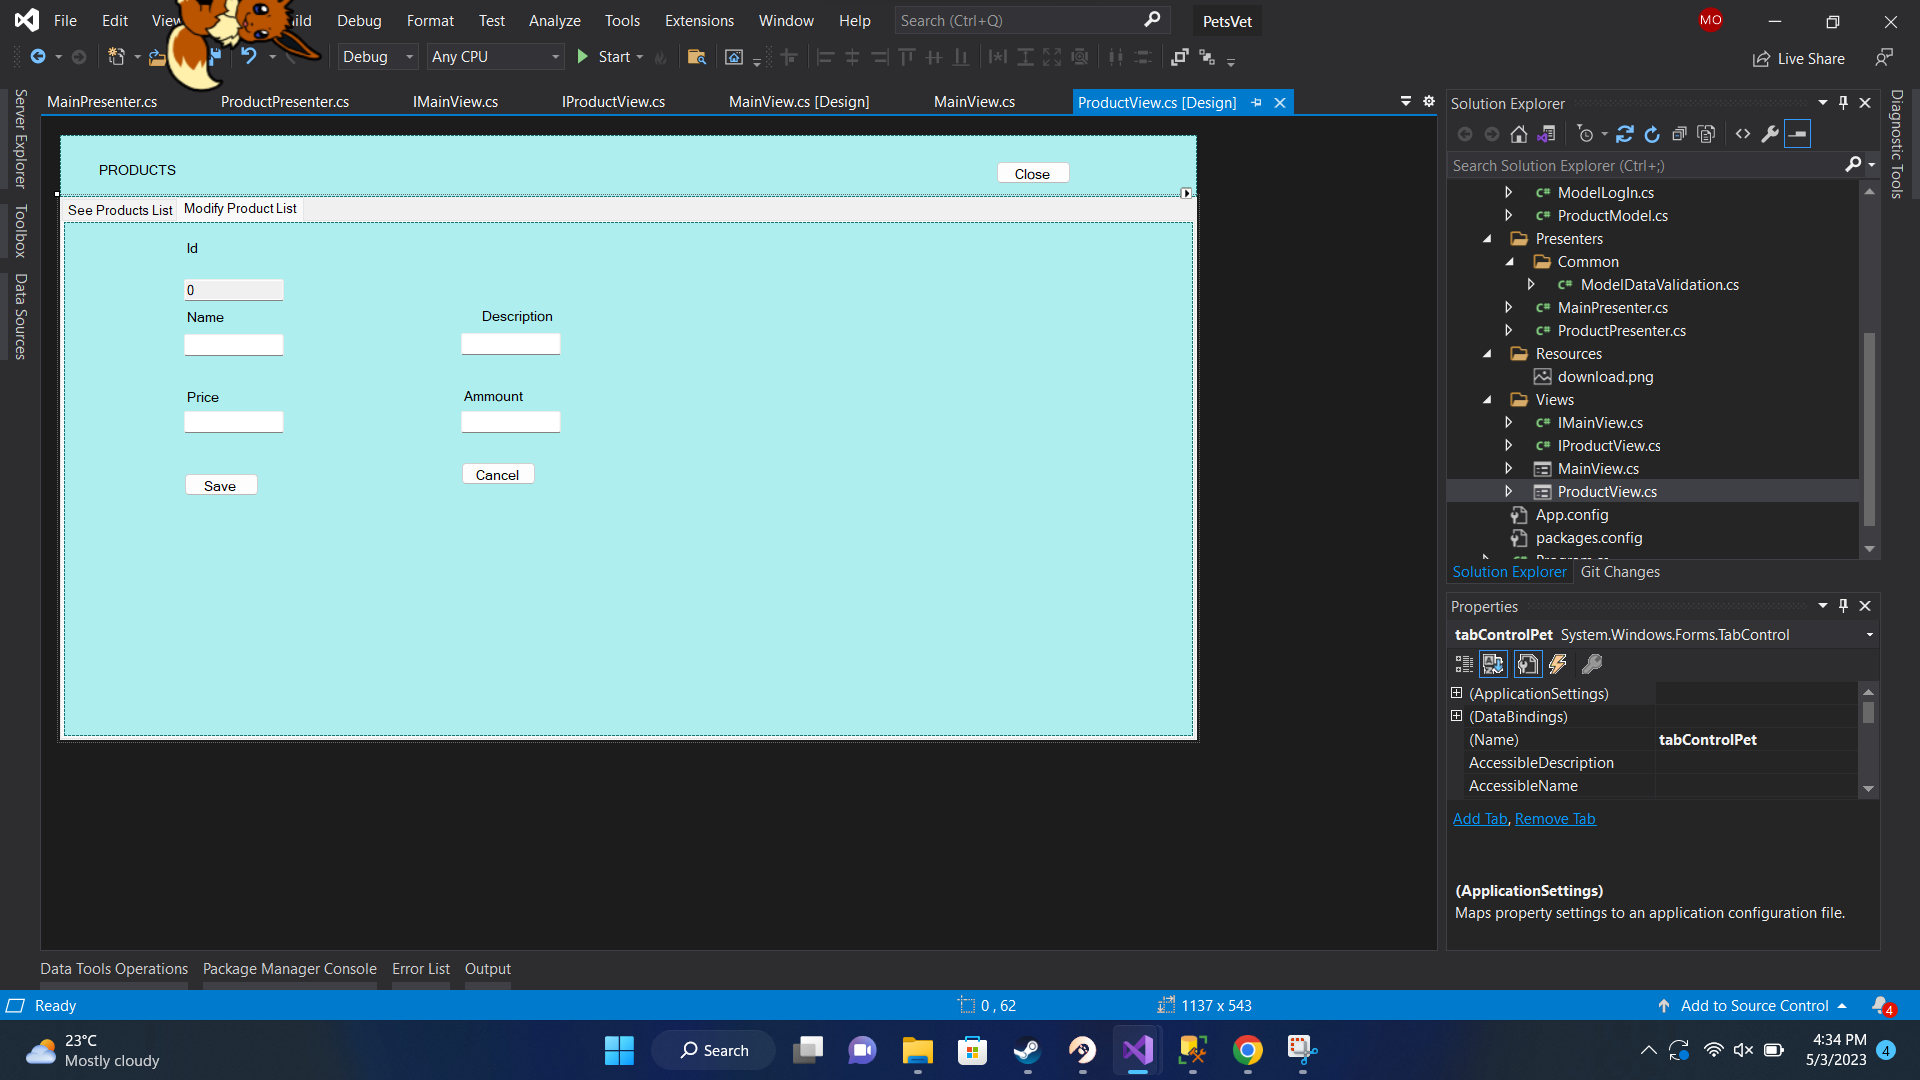 File Edit View Build Debug Format Test Analyze Tools Extensions Window Help Search (Ctrl+Q) PetsVet MO
Debug Any CPU Start Live Share
Server Explorer
Toolbox
Data Sources
MainPresenter.cs ProductPresenter.cs IMainView.cs IProductView.cs MainView.cs [Design] MainView.cs ProductView.cs [Design]
PRODUCTS
Close
See Products List Modify Product List
Id
0
Name
Description
Price
Ammount
Save
Cancel
Solution Explorer
Search Solution Explorer (Ctrl+;)
ModelLogIn.cs
ProductModel.cs
Presenters
Common
ModelDataValidation.cs
MainPresenter.cs
ProductPresenter.cs
Resources
download.png
Views
IMainView.cs
IProductView.cs
MainView.cs
ProductView.cs
App.config
packages.config
Program.cs
Solution Explorer Git Changes
Diagnostic Tools
Properties
tabControlPet System.Windows.Forms.TabControl
(ApplicationSettings)
(DataBindings)
(Name) tabControlPet
AccessibleDescription
AccessibleName
Add Tab, Remove Tab
(ApplicationSettings)
Maps property settings to an application configuration file.
Data Tools Operations Package Manager Console Error List Output
Ready 0 , 62 1137 x 543 Add to Source Control 4
23°C
Mostly cloudy
Search
4:34 PM
5/3/2023
4